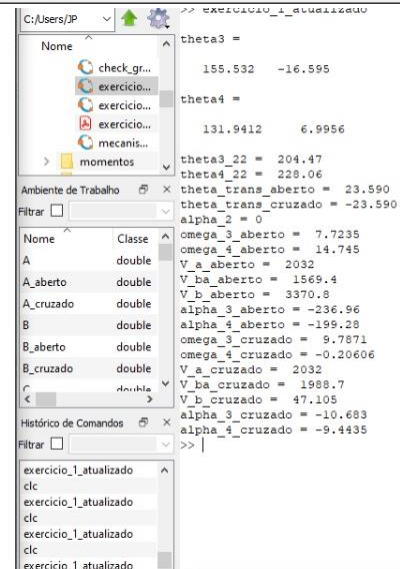 C:/Users/JP
Nome
check_gr...
exercicio...
exercicio...
exercicio...
mecanis...
momentos
Ambiente de Trabalho
Filtrar
Nome Classe
A double
A_aberto double
A_cruzado double
B double
B_aberto double
B_cruzado double
C double
Histórico de Comandos
Filtrar
exercicio_1_atualizado
clc
exercicio_1_atualizado
clc
exercicio_1_atualizado
clc
exercicio_1_atualizado
>> exercicio_1_atualizado
theta3 =
155.532 -16.595
theta4 =
131.9412 6.9956
theta3_22 = 204.47
theta4_22 = 228.06
theta_trans_aberto = 23.590
theta_trans_cruzado = -23.590
alpha_2 = 0
omega_3_aberto = 7.7235
omega_4_aberto = 14.745
V_a_aberto = 2032
V_ba_aberto = 1569.4
V_b_aberto = 3370.8
alpha_3_aberto = -236.96
alpha_4_aberto = -199.28
omega_3_cruzado = 9.7871
omega_4_cruzado = -0.20606
V_a_cruzado = 2032
V_ba_cruzado = 1988.7
V_b_cruzado = 47.105
alpha_3_cruzado = -10.683
alpha_4_cruzado = -9.4435
>>